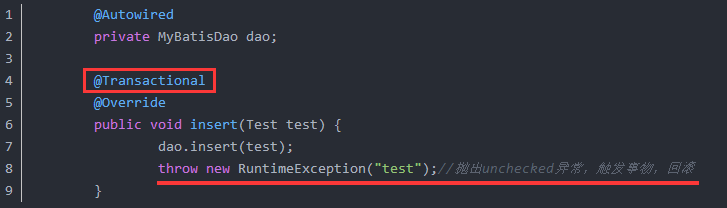 1 @Autowired
2 private MyBatisDao dao;
3
4 @Transactional
5 @Override
6 public void insert(Test test) {
7 dao.insert(test);
8 throw new RuntimeException("test");//抛出unchecked异常，触发事物，回滚
9 }